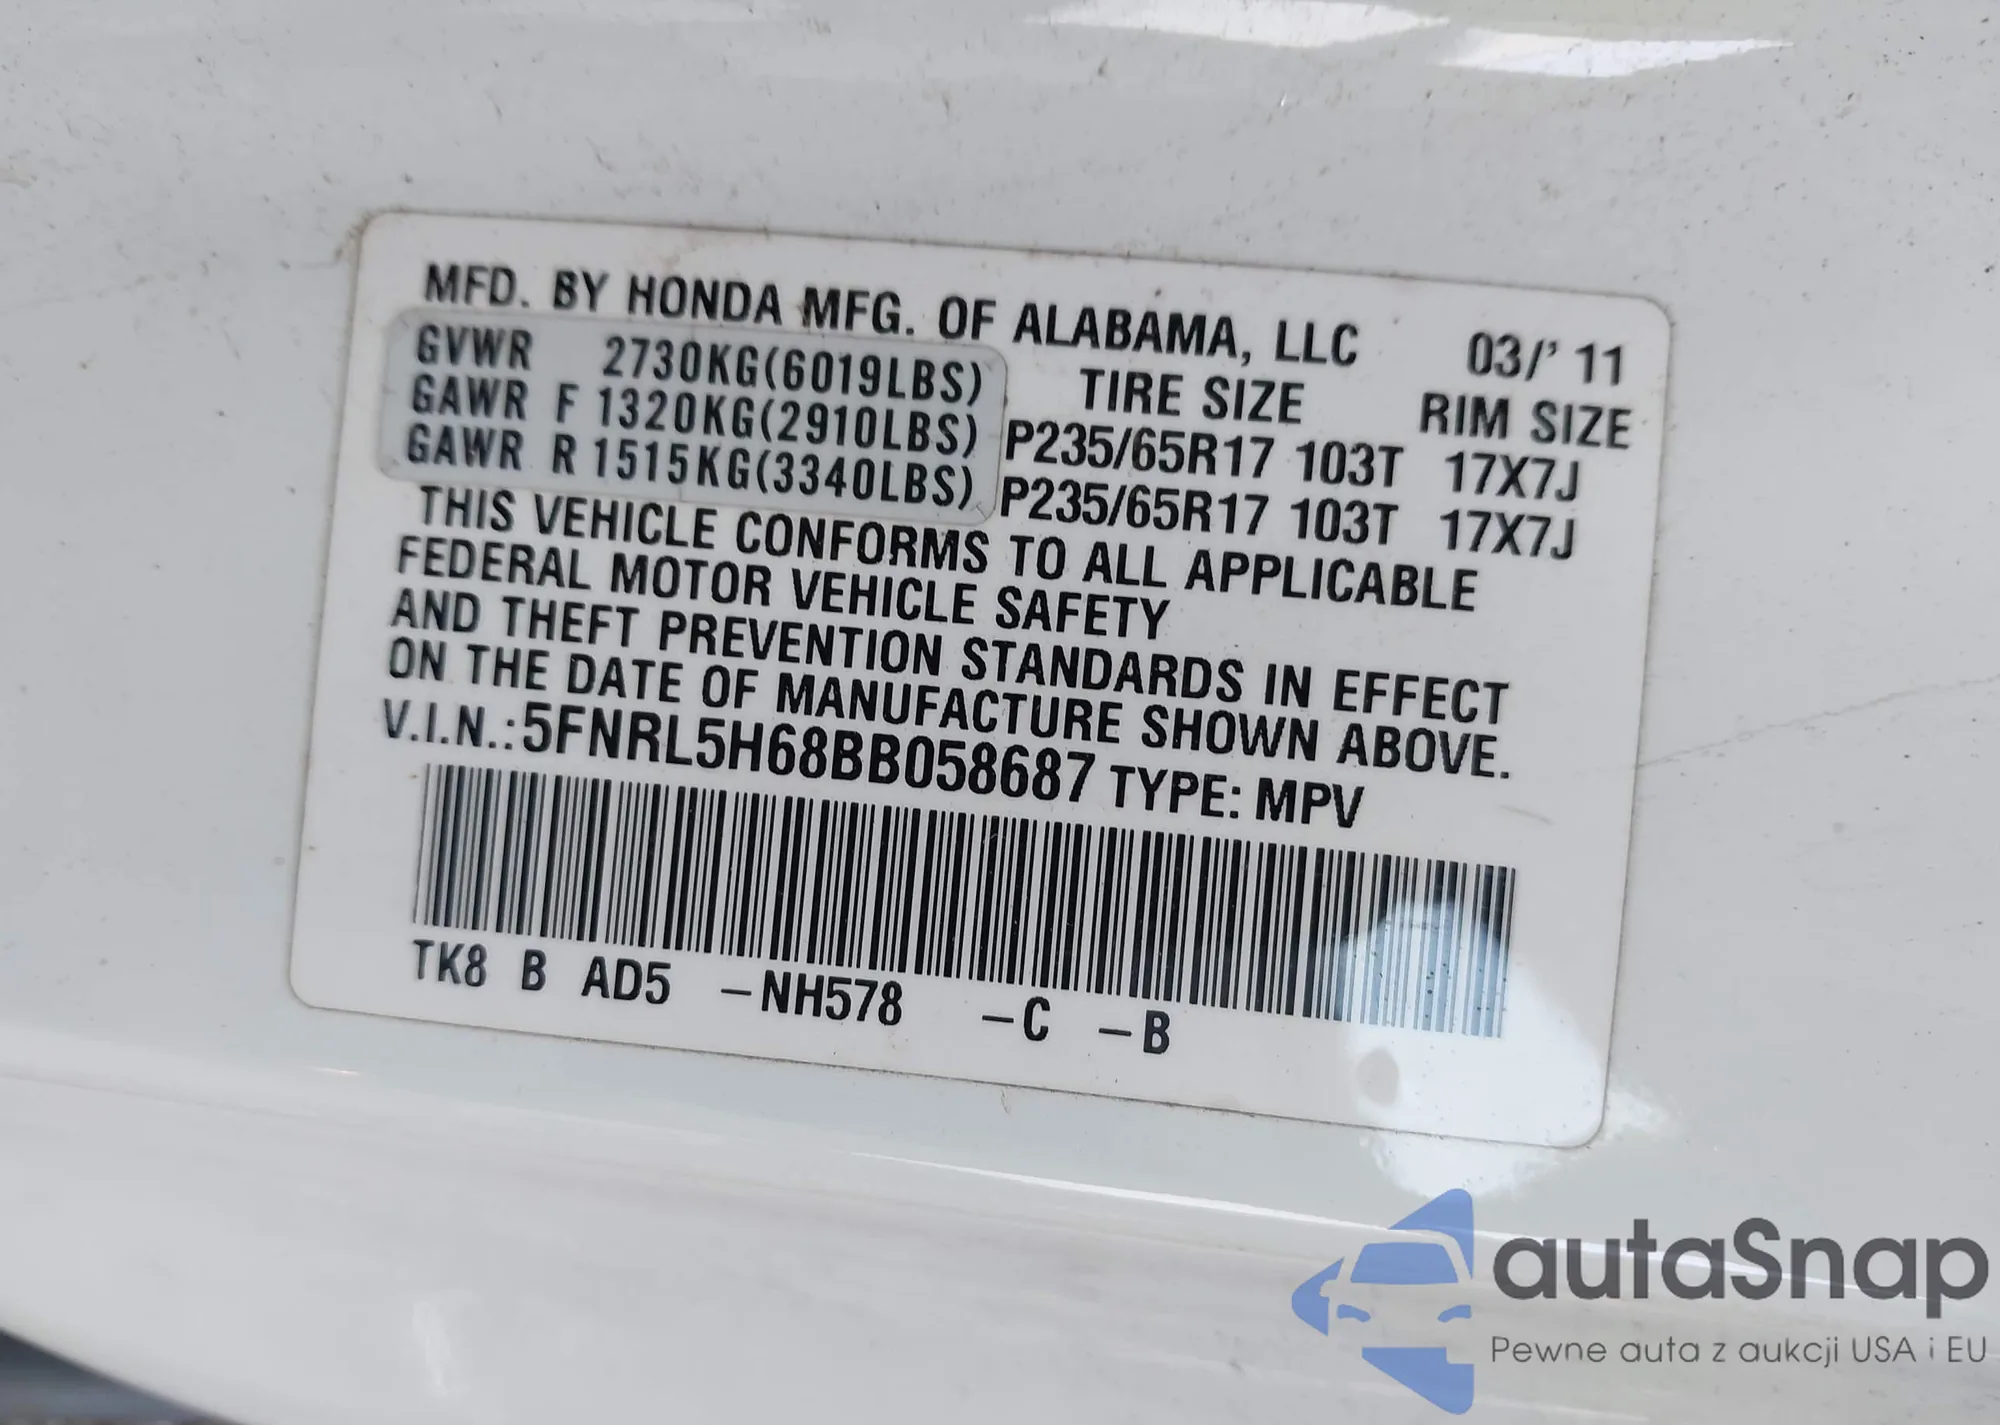 MFD. BY HONDA MFG. OF ALABAMA, LLC 03/' 11
GVWR 2730KG(6019LBS) TIRE SIZE RIM SIZE
GAWR F 1320KG(2910LBS) P235/65R17 103T 17X7J
GAWR R 1515KG(3340LBS) P235/65R17 103T 17X7J
THIS VEHICLE CONFORMS TO ALL APPLICABLE
FEDERAL MOTOR VEHICLE SAFETY
AND THEFT PREVENTION STANDARDS IN EFFECT
ON THE DATE OF MANUFACTURE SHOWN ABOVE.
V.I.N.:5FNRL5H68BB058687 TYPE: MPV
TK8 B AD5 –NH578 –C –B
autaSnap
Pewne auta z aukcji USA i EU